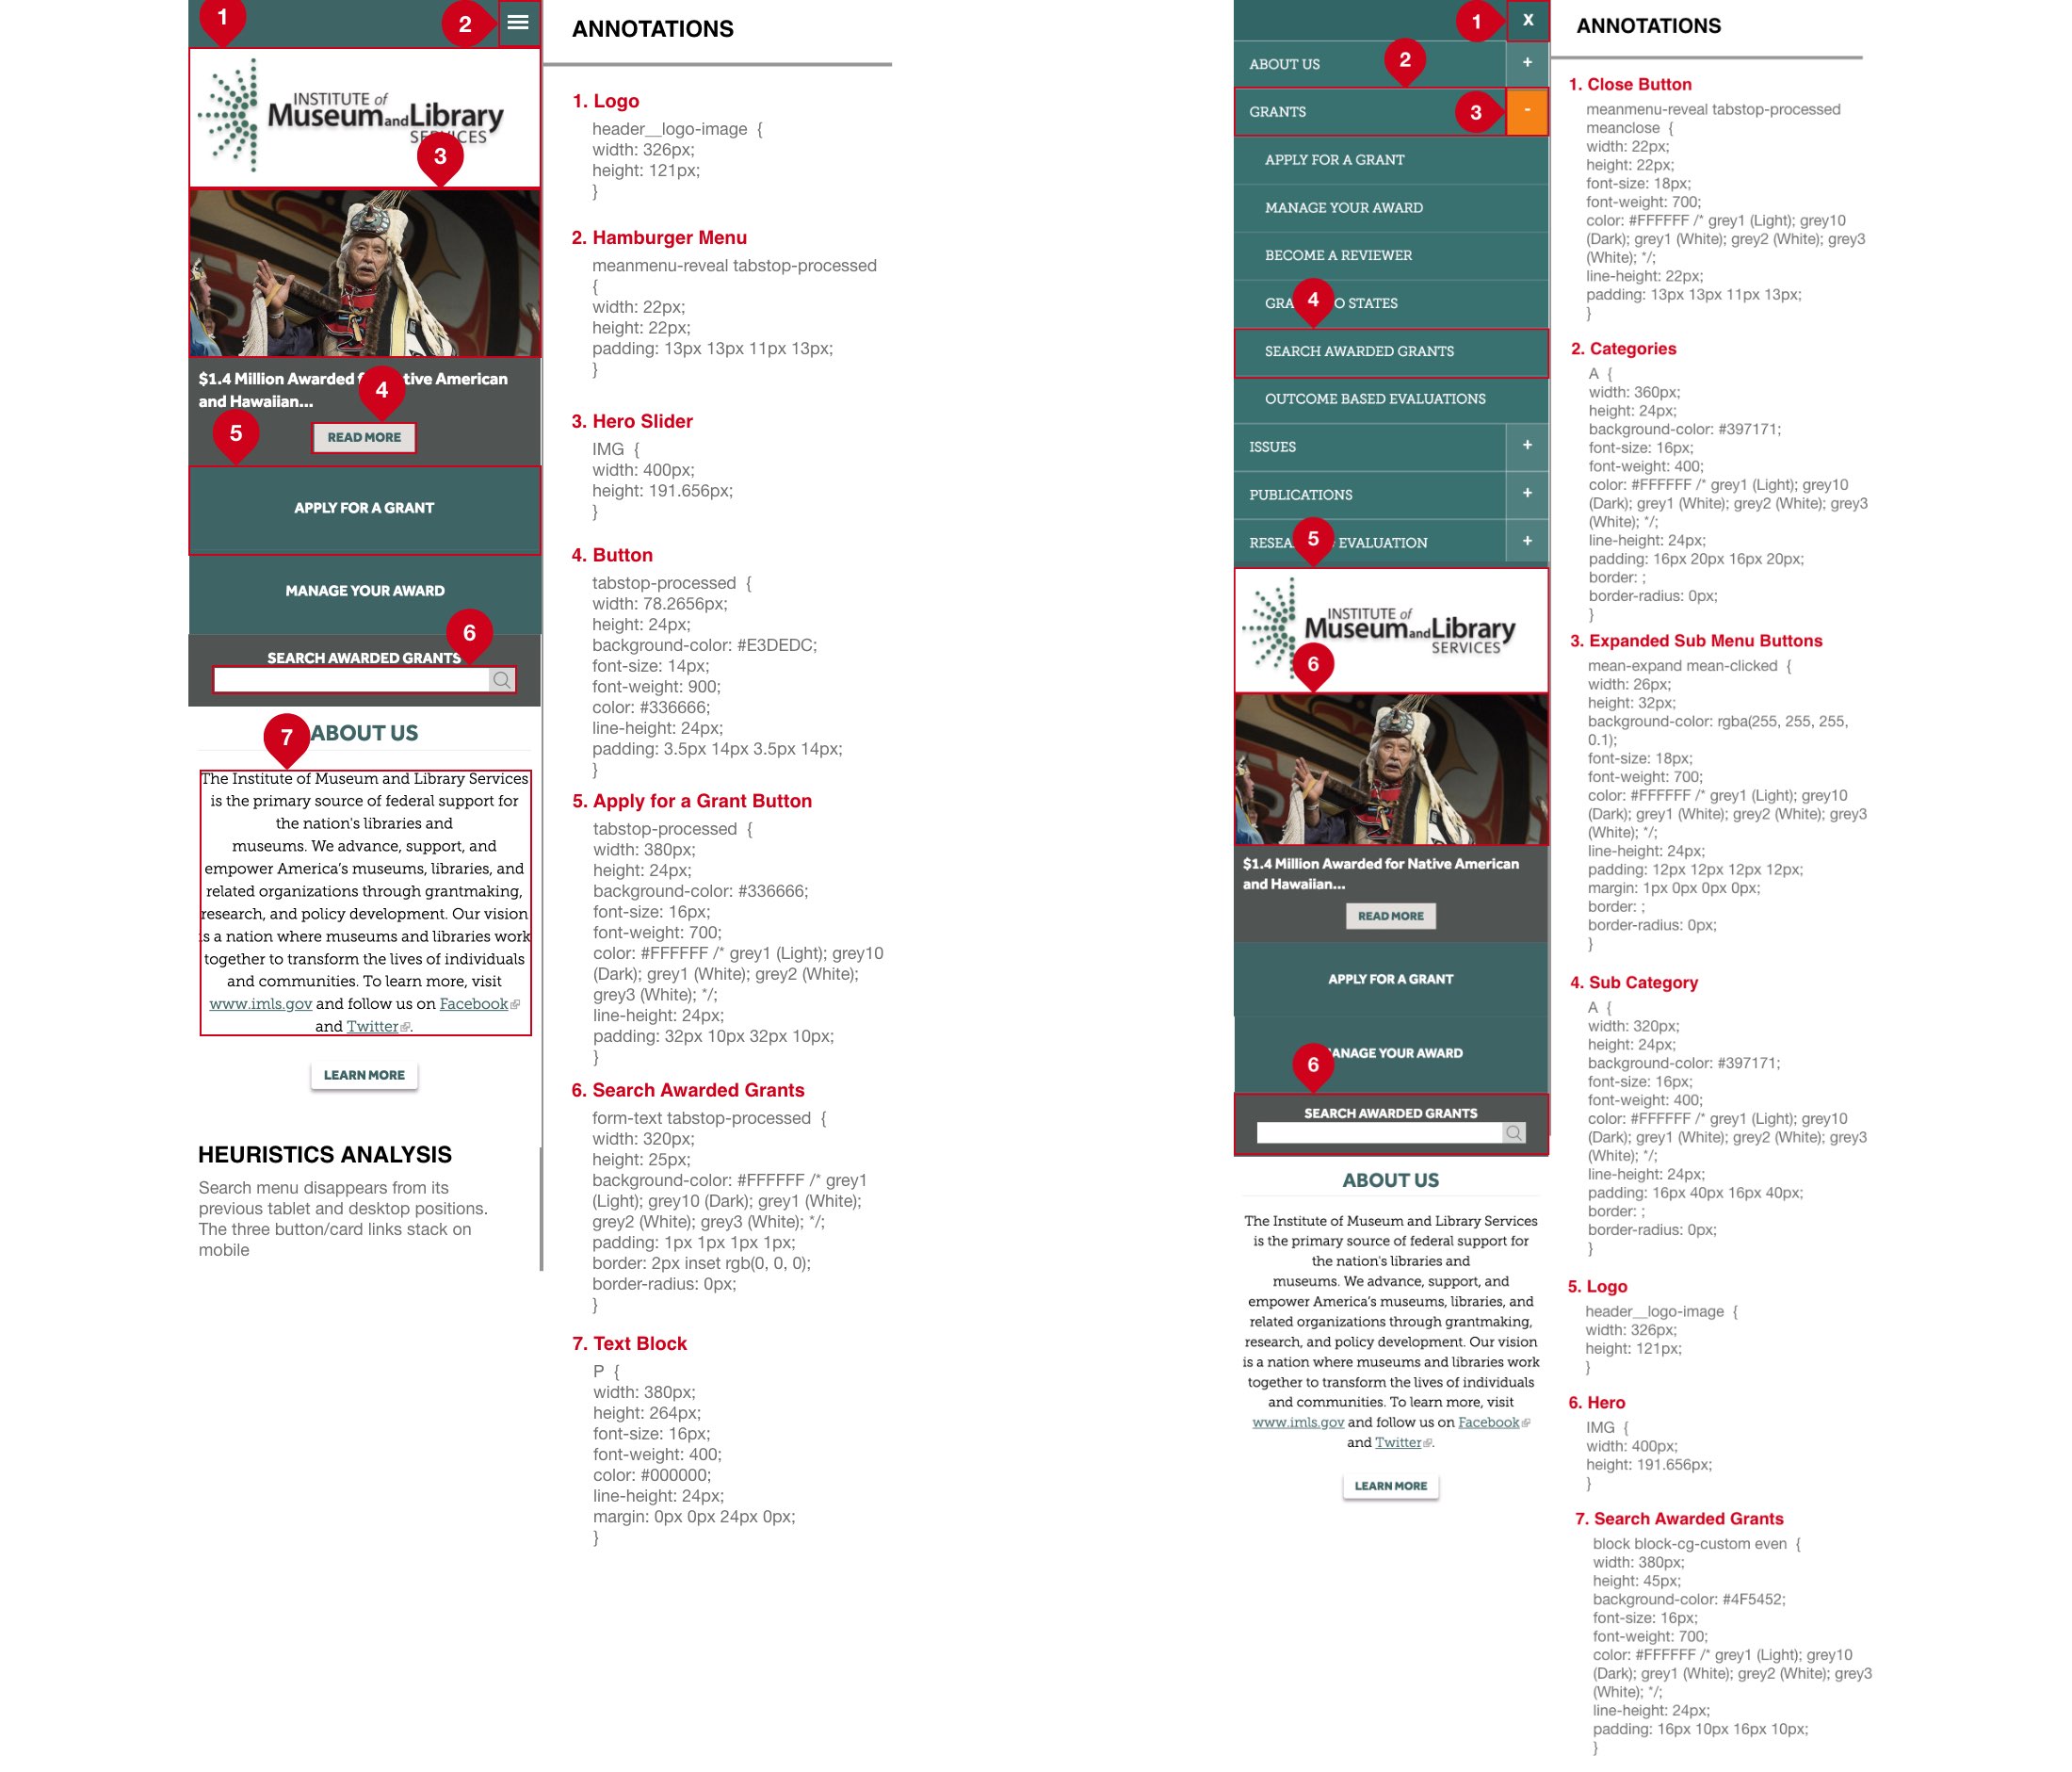 1
2
INSTITUTE of
Museum and Library
SERVICES
3
$1.4 Million Awarded for Native American
and Hawaiian...
4
5
READ MORE
APPLY FOR A GRANT
MANAGE YOUR AWARD
6
SEARCH AWARDED GRANTS
7
ABOUT US
The Institute of Museum and Library Services
is the primary source of federal support for
the nation's libraries and
museums. We advance, support, and
empower America's museums, libraries, and
related organizations through grantmaking,
research, and policy development. Our vision
is a nation where museums and libraries work
together to transform the lives of individuals
and communities. To learn more, visit
www.imls.gov and follow us on Facebook
and Twitter.
LEARN MORE
HEURISTICS ANALYSIS
Search menu disappears from its
previous tablet and desktop positions.
The three button/card links stack on
mobile
ANNOTATIONS
1. Logo
header__logo-image {
width: 326px;
height: 121px;
}
2. Hamburger Menu
meanmenu-reveal tabstop-processed
{
width: 22px;
height: 22px;
padding: 13px 13px 11px 13px;
}
3. Hero Slider
IMG {
width: 400px;
height: 191.656px;
}
4. Button
tabstop-processed {
width: 78.2656px;
height: 24px;
background-color: #E3DEDC;
font-size: 14px;
font-weight: 900;
color: #336666;
line-height: 24px;
padding: 3.5px 14px 3.5px 14px;
}
5. Apply for a Grant Button
tabstop-processed {
width: 380px;
height: 24px;
background-color: #336666;
font-size: 16px;
font-weight: 700;
color: #FFFFFF /* grey1 (Light); grey10
(Dark); grey1 (White); grey2 (White);
grey3 (White); */;
line-height: 24px;
padding: 32px 10px 32px 10px;
}
6. Search Awarded Grants
form-text tabstop-processed {
width: 320px;
height: 25px;
background-color: #FFFFFF /* grey1
(Light); grey10 (Dark); grey1 (White);
grey2 (White); grey3 (White); */;
padding: 1px 1px 1px 1px;
border: 2px inset rgb(0, 0, 0);
border-radius: 0px;
}
7. Text Block
P {
width: 380px;
height: 264px;
font-size: 16px;
font-weight: 400;
color: #000000;
line-height: 24px;
margin: 0px 0px 24px 0px;
}
1
X
2
ABOUT US +
GRANTS 3 -
APPLY FOR A GRANT
MANAGE YOUR AWARD
BECOME A REVIEWER
4
STATES
SEARCH AWARDED GRANTS
OUTCOME BASED EVALUATIONS
ISSUES +
PUBLICATIONS +
5
EVALUATION +
INSTITUTE of
Museum and Library
SERVICES
6
$1.4 Million Awarded for Native American
and Hawaiian...
READ MORE
APPLY FOR A GRANT
MANAGE YOUR AWARD
6
SEARCH AWARDED GRANTS
ABOUT US
The Institute of Museum and Library Services
is the primary source of federal support for
the nation's libraries and
museums. We advance, support, and
empower America's museums, libraries, and
related organizations through grantmaking,
research, and policy development. Our vision
is a nation where museums and libraries work
together to transform the lives of individuals
and communities. To learn more, visit
www.imls.gov and follow us on Facebook
and Twitter.
LEARN MORE
ANNOTATIONS
1. Close Button
meanmenu-reveal tabstop-processed
meanclose {
width: 22px;
height: 22px;
font-size: 18px;
font-weight: 700;
color: #FFFFFF /* grey1 (Light); grey10
(Dark); grey1 (White); grey2 (White); grey3
(White); */;
line-height: 22px;
padding: 13px 13px 11px 13px;
}
2. Categories
A {
width: 360px;
height: 24px;
background-color: #397171;
font-size: 16px;
font-weight: 400;
color: #FFFFFF /* grey1 (Light); grey10
(Dark); grey1 (White); grey2 (White); grey3
(White); */;
line-height: 24px;
padding: 16px 20px 16px 20px;
border: ;
border-radius: 0px;
}
3. Expanded Sub Menu Buttons
mean-expand mean-clicked {
width: 26px;
height: 32px;
background-color: rgba(255, 255, 255,
0.1);
font-size: 18px;
font-weight: 700;
color: #FFFFFF /* grey1 (Light); grey10
(Dark); grey1 (White); grey2 (White); grey3
(White); */;
line-height: 24px;
padding: 12px 12px 12px 12px;
margin: 1px 0px 0px 0px;
border: ;
border-radius: 0px;
}
4. Sub Category
A {
width: 320px;
height: 24px;
background-color: #397171;
font-size: 16px;
font-weight: 400;
color: #FFFFFF /* grey1 (Light); grey10
(Dark); grey1 (White); grey2 (White); grey3
(White); */;
line-height: 24px;
padding: 16px 40px 16px 40px;
border: ;
border-radius: 0px;
}
5. Logo
header__logo-image {
width: 326px;
height: 121px;
}
6. Hero
IMG {
width: 400px;
height: 191.656px;
}
7. Search Awarded Grants
block block-cg-custom even {
width: 380px;
height: 45px;
background-color: #4F5452;
font-size: 16px;
font-weight: 700;
color: #FFFFFF /* grey1 (Light); grey10
(Dark); grey1 (White); grey2 (White); grey3
(White); */;
line-height: 24px;
padding: 16px 10px 16px 10px;
}